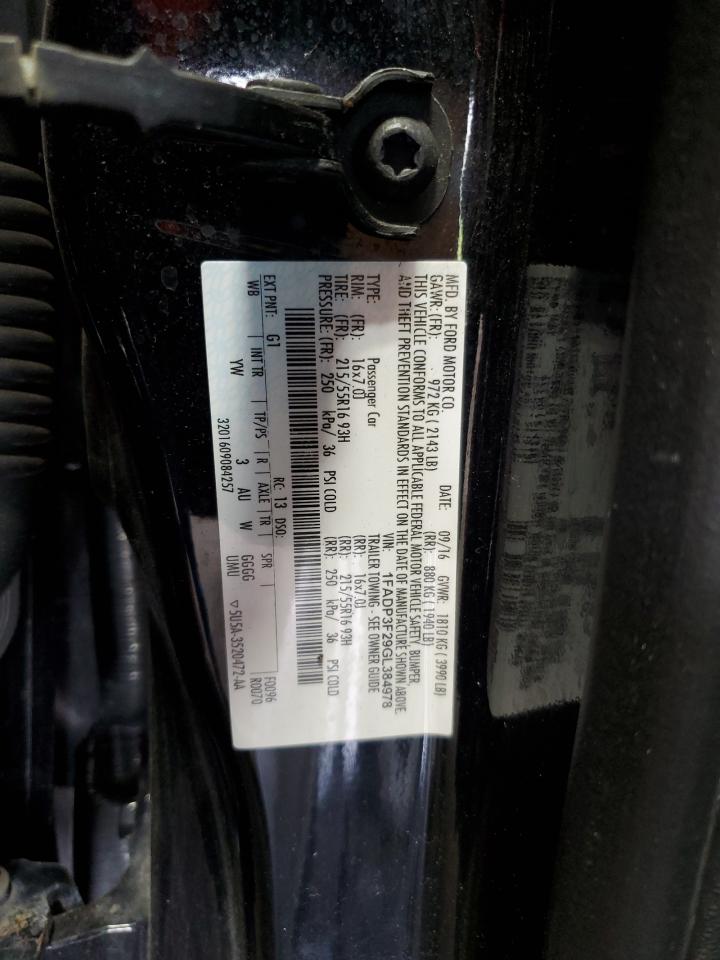 MFD. BY FORD MOTOR CO.
DATE: 09/16 GVWR: 1810 KG ( 3990 LB)
GAWR: (FR): 972 KG ( 2143 LB) (RR): 880 KG ( 1940 LB)
THIS VEHICLE CONFORMS TO ALL APPLICABLE FEDERAL MOTOR VEHICLE SAFETY, BUMPER,
AND THEFT PREVENTION STANDARDS IN EFFECT ON THE DATE OF MANUFACTURE SHOWN ABOVE.
VIN: 1FADP3F29GL384978
TYPE: Passenger Car TRAILER TOWING - SEE OWNER GUIDE
RIM: (FR): 16x7.0J (RR): 16x7.0J
TIRE: (FR): 215/55R16 93H (RR): 215/55R16 93H
PRESSURE: (FR): 250 kPa/ 36 PSI COLD (RR): 250 kPa/ 36 PSI COLD
EXT PNT: G1 RC: 13 DSO: F0096
R0070
WB INT TR TP/PS R AXLE TR SPR
YW 3 AU W GGGG
UMU
3201609084257 ▽ 5U5A-3520472-AA